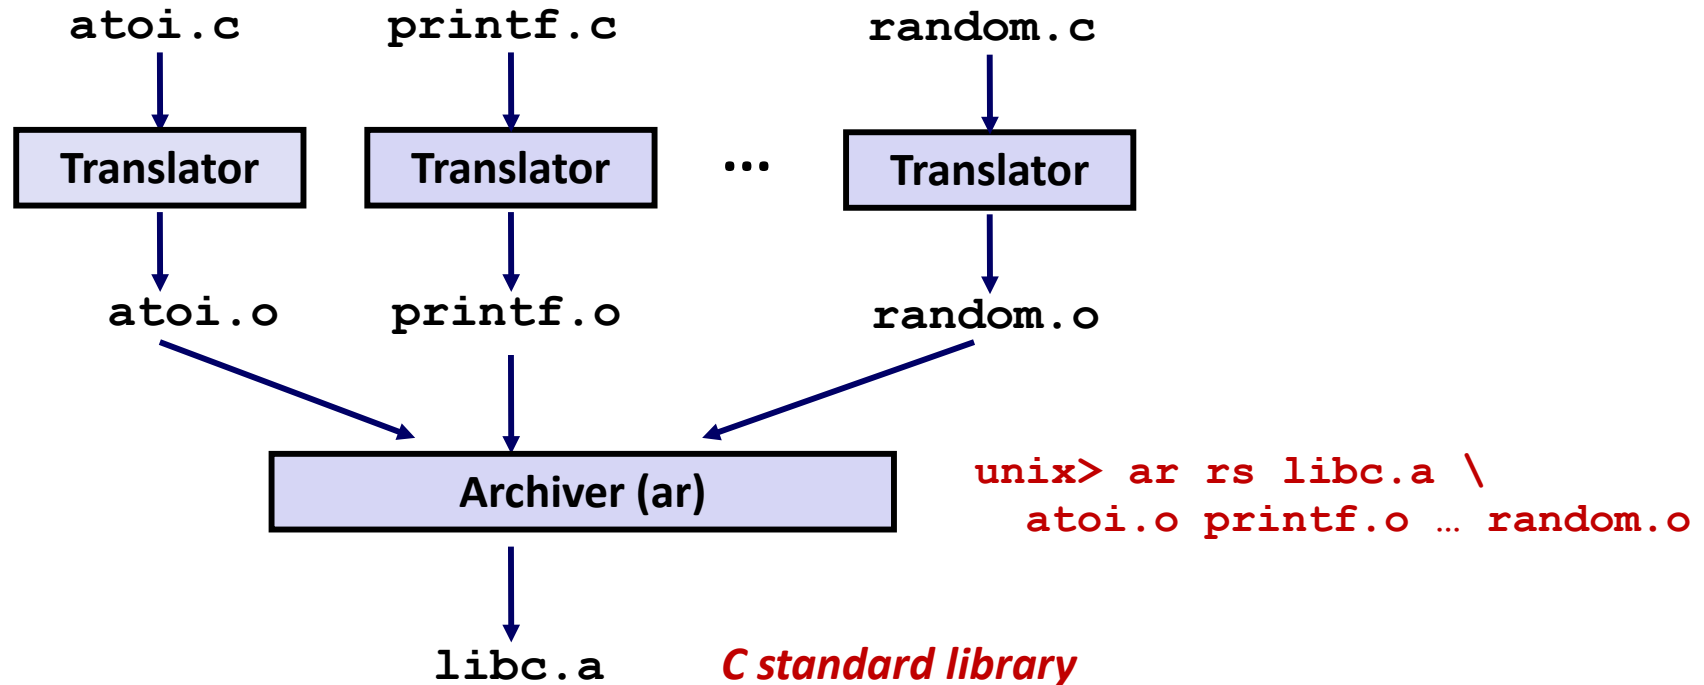 atoi.c printf.c random.c
Translator Translator ... Translator
atoi.o printf.o random.o
Archiver (ar)
unix> ar rs libc.a \
atoi.o printf.o … random.o
libc.a C standard library